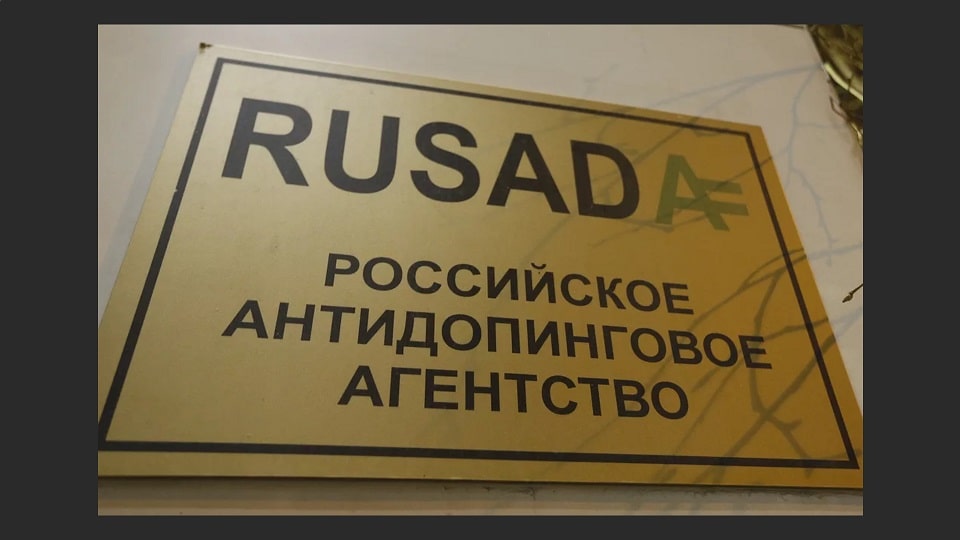 RUSADA
РОССИЙСКОЕ
АНТИДОПИНГОВОЕ
АГЕНТСТВО